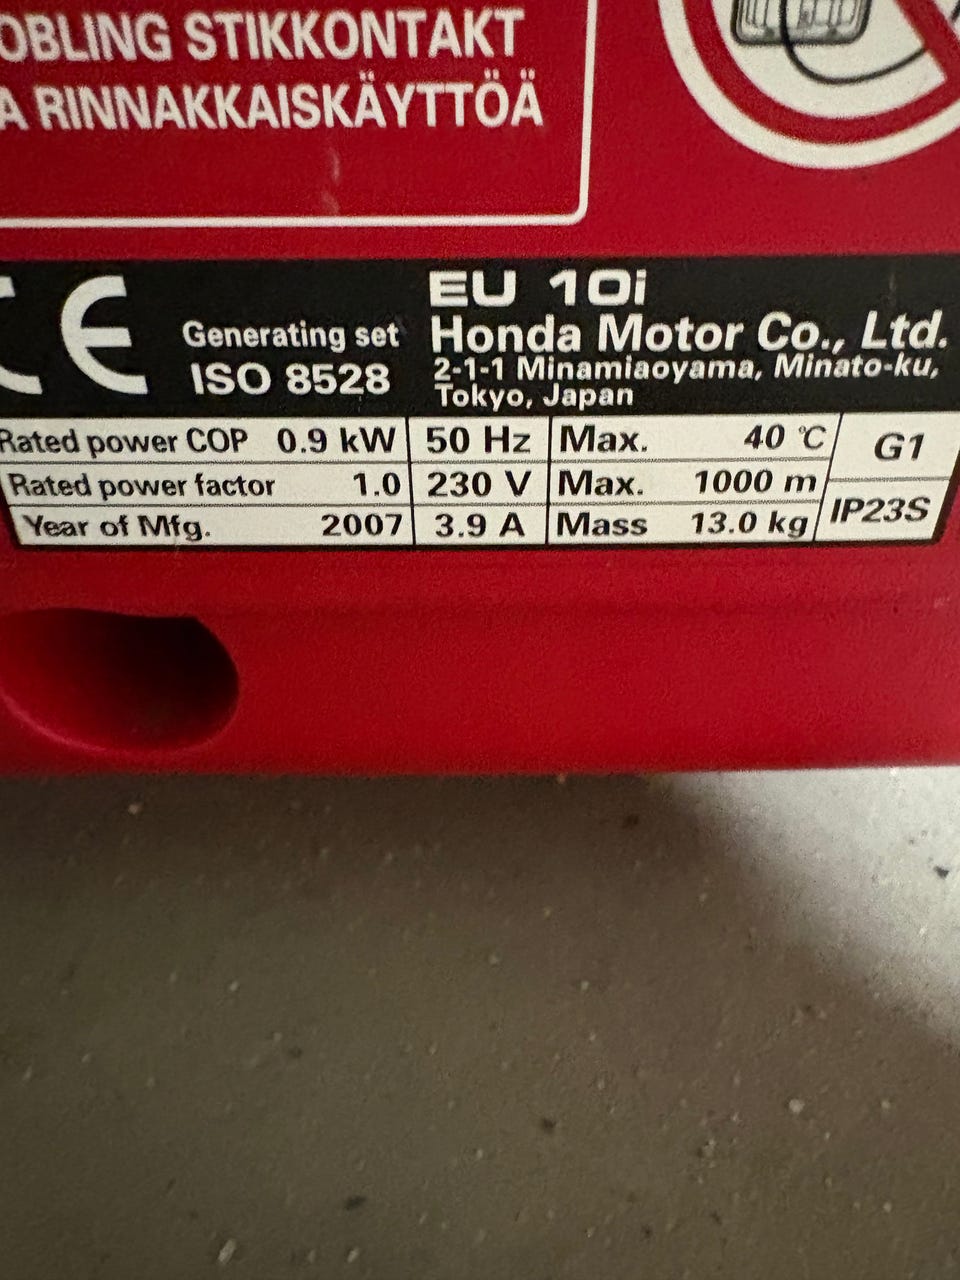 OBLING STIKKONTAKT
A RINNAKKAISKÄYTTÖÄ
CE
Generating set
ISO 8528
EU 10i
Honda Motor Co., Ltd.
2-1-1 Minamiaoyama, Minato-ku,
Tokyo, Japan
Rated power COP 0.9 kW 50 Hz Max. 40 ℃ G1
Rated power factor 1.0 230 V Max. 1000 m
Year of Mfg. 2007 3.9 A Mass 13.0 kg IP23S